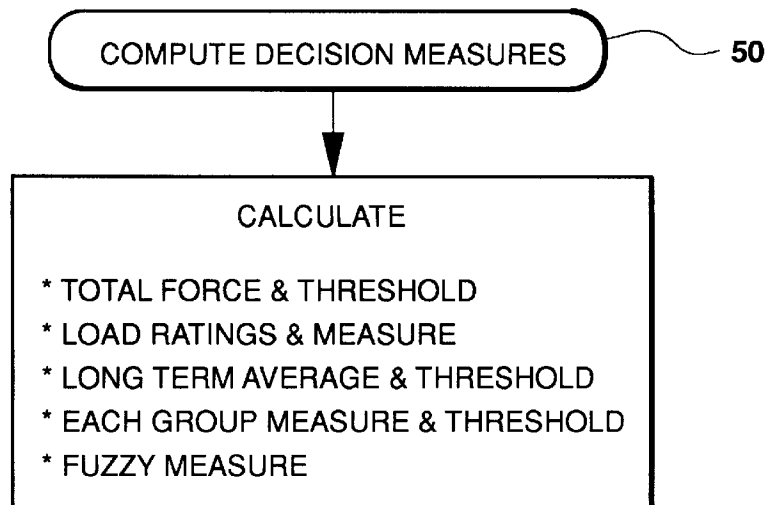 COMPUTE DECISION MEASURES
50
CALCULATE
* TOTAL FORCE & THRESHOLD
* LOAD RATINGS & MEASURE
* LONG TERM AVERAGE & THRESHOLD
* EACH GROUP MEASURE & THRESHOLD
* FUZZY MEASURE